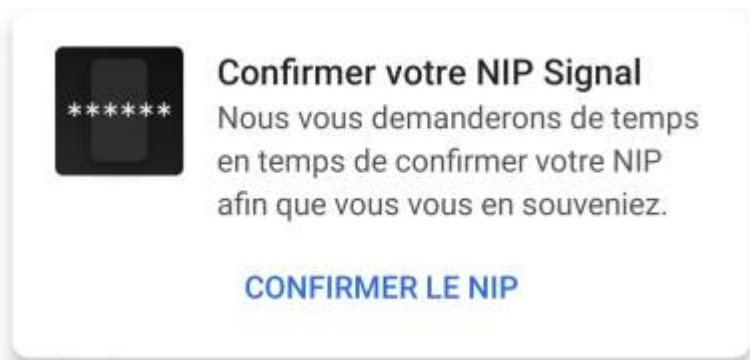 ******
Confirmer votre NIP Signal
Nous vous demanderons de temps
en temps de confirmer votre NIP
afin que vous vous en souveniez.
CONFIRMER LE NIP